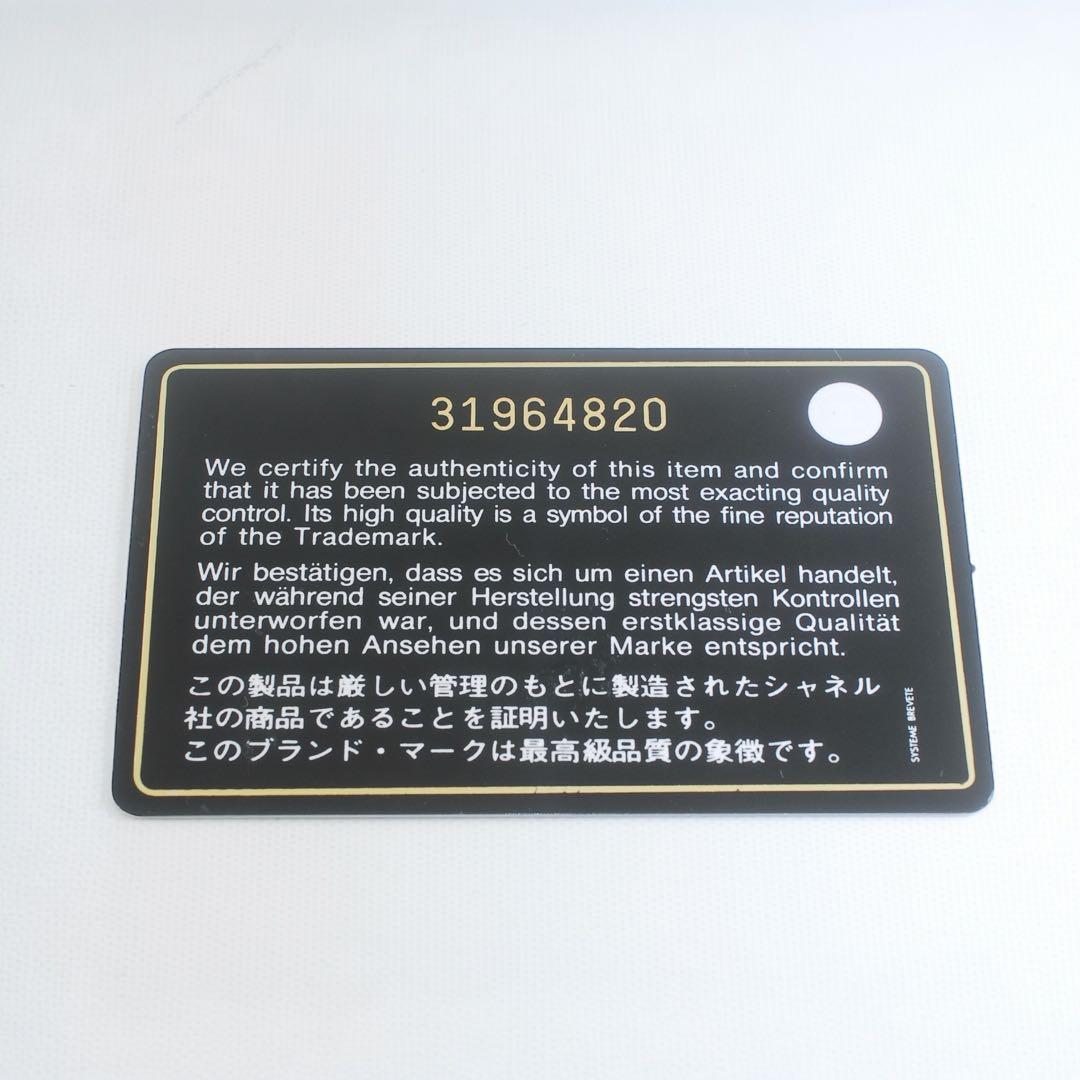 31964820
We certify the authenticity of this item and confirm
that it has been subjected to the most exacting quality
control. Its high quality is a symbol of the fine reputation
of the Trademark.
Wir bestätigen, dass es sich um einen Artikel handelt,
der während seiner Herstellung strengsten Kontrollen
unterworfen war, und dessen erstklassige Qualität
dem hohen Ansehen unserer Marke entspricht.
この製品は厳しい管理のもとに製造されたシャネル
社の商品であることを証明いたします。
このブランド・マークは最高級品質の象徴です。
SYSTEME BREVETE